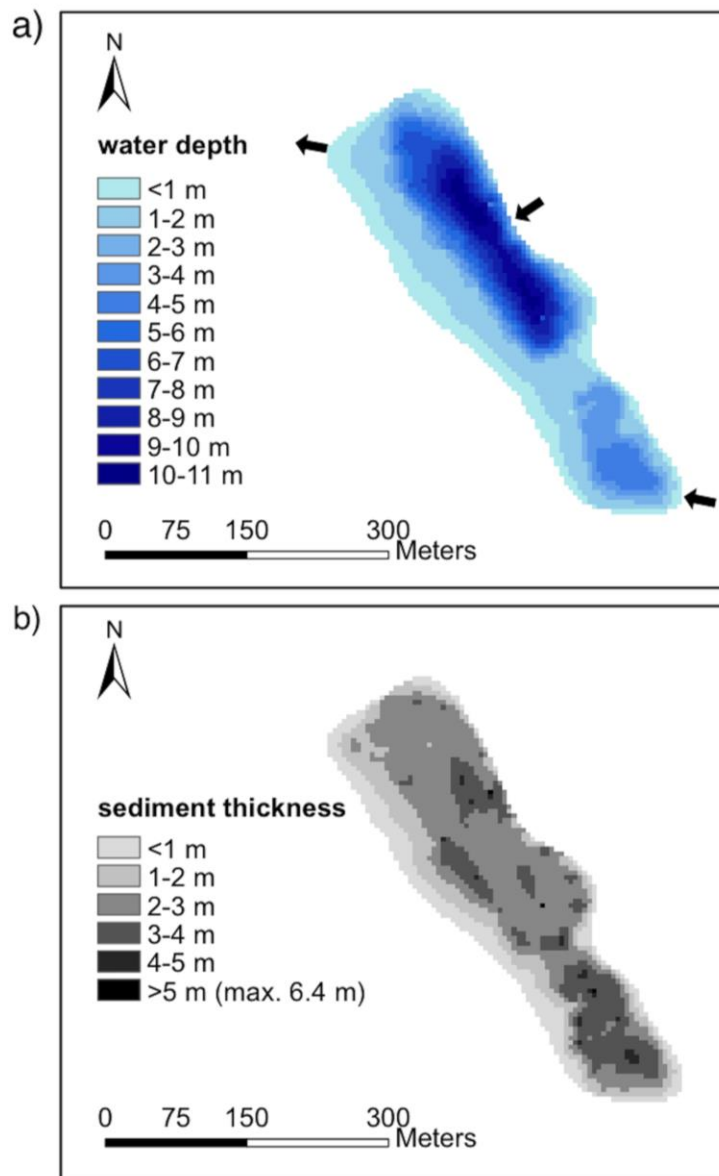 a)
N
water depth
<1 m
1-2 m
2-3 m
3-4 m
4-5 m
5-6 m
6-7 m
7-8 m
8-9 m
9-10 m
10-11 m
0 75 150 300
Meters
b)
N
sediment thickness
<1 m
1-2 m
2-3 m
3-4 m
4-5 m
>5 m (max. 6.4 m)
0 75 150 300
Meters